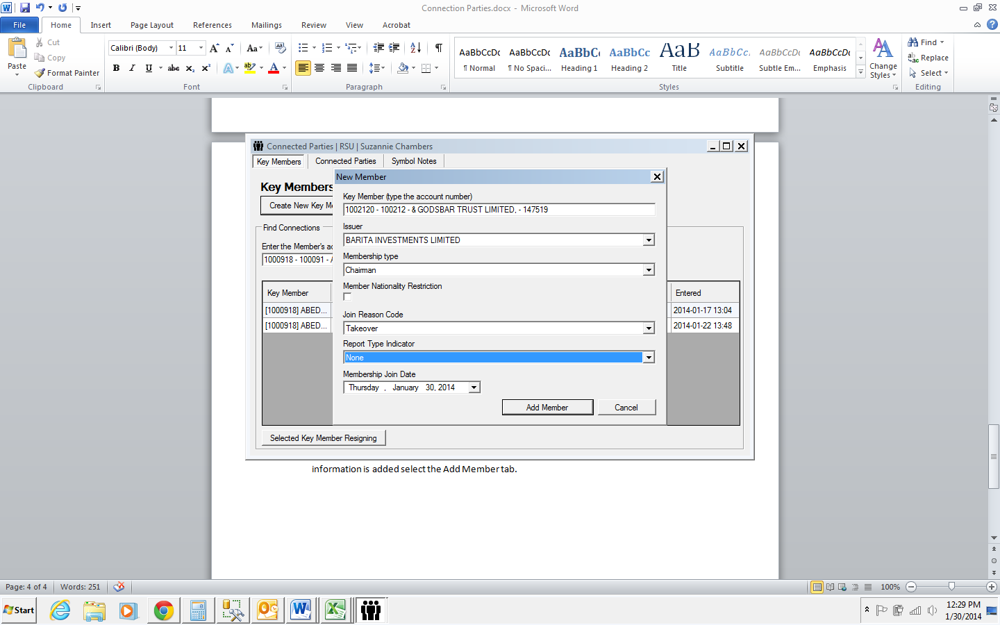 Connection Parties.docx - Microsoft Word
File Home Insert Page Layout References Mailings Review View Acrobat
Paste
Cut
Copy
Format Painter
Clipboard
Calibri (Body) 11
Font
Paragraph
AaBbCcDc AaBbCcDc AaBbCc AaBbCc AaB AaBbCc. AaBbCcDc AaBbCcDc
¶ Normal ¶ No Spaci... Heading 1 Heading 2 Title Subtitle Subtle Em... Emphasis
Styles
Change Styles
Find
Replace
Select
Editing
Connected Parties | RSU | Suzannie Chambers
Key Members Connected Parties Symbol Notes
Key Members
Create New Key M
Find Connections
Enter the Member's a
1000918 - 100091 -
Key Member Entered
[1000918] ABED... 2014-01-17 13:04
[1000918] ABED... 2014-01-22 13:48
Selected Key Member Resigning
New Member
Key Member (type the account number)
1002120 - 100212 - & GODSBAR TRUST LIMITED, - 147519
Issuer
BARITA INVESTMENTS LIMITED
Membership type
Chairman
Member Nationality Restriction
Join Reason Code
Takeover
Report Type Indicator
None
Membership Join Date
Thursday , January 30, 2014
Add Member Cancel
information is added select the Add Member tab.
Page: 4 of 4 Words: 251 100%
Start
12:29 PM
1/30/2014